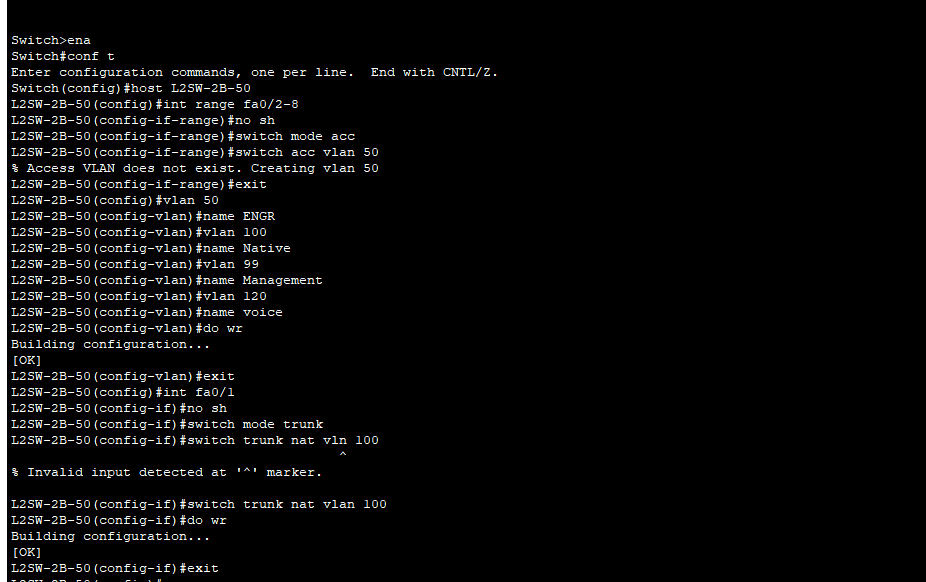 Switch>ena
Switch#conf t
Enter configuration commands, one per line.  End with CNTL/Z.
Switch(config)#host L2SW-2B-50
L2SW-2B-50(config)#int range fa0/2-8
L2SW-2B-50(config-if-range)#no sh
L2SW-2B-50(config-if-range)#switch mode acc
L2SW-2B-50(config-if-range)#switch acc vlan 50
% Access VLAN does not exist. Creating vlan 50
L2SW-2B-50(config-if-range)#exit
L2SW-2B-50(config)#vlan 50
L2SW-2B-50(config-vlan)#name ENGR
L2SW-2B-50(config-vlan)#vlan 100
L2SW-2B-50(config-vlan)#name Native
L2SW-2B-50(config-vlan)#vlan 99
L2SW-2B-50(config-vlan)#name Management
L2SW-2B-50(config-vlan)#vlan 120
L2SW-2B-50(config-vlan)#name voice
L2SW-2B-50(config-vlan)#do wr
Building configuration...
[OK]
L2SW-2B-50(config-vlan)#exit
L2SW-2B-50(config)#int fa0/1
L2SW-2B-50(config-if)#no sh
L2SW-2B-50(config-if)#switch mode trunk
L2SW-2B-50(config-if)#switch trunk nat vln 100
^
% Invalid input detected at '^' marker.
L2SW-2B-50(config-if)#switch trunk nat vlan 100
L2SW-2B-50(config-if)#do wr
Building configuration...
[OK]
L2SW-2B-50(config-if)#exit